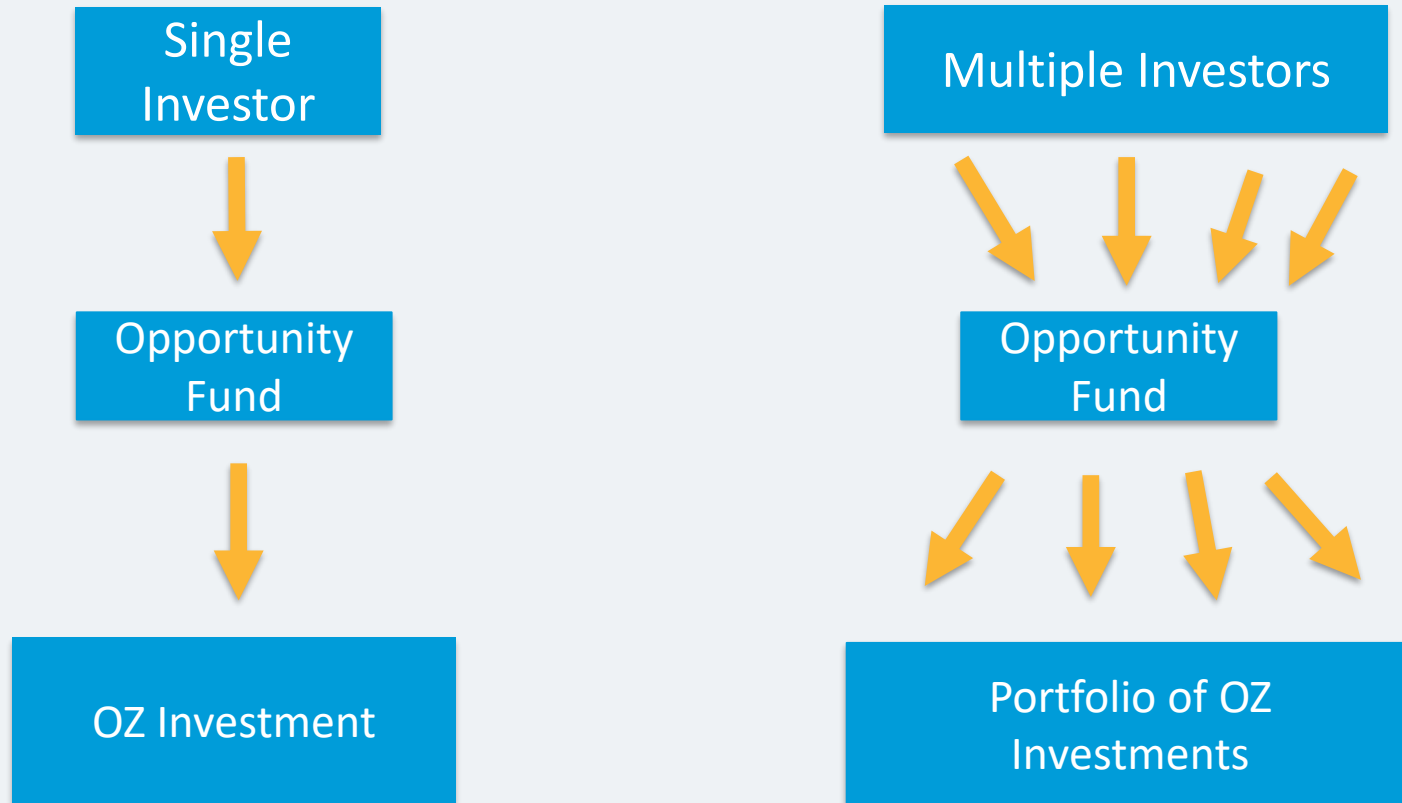 Single
Investor
Opportunity
Fund
OZ Investment
Multiple Investors
Opportunity
Fund
Portfolio of OZ
Investments